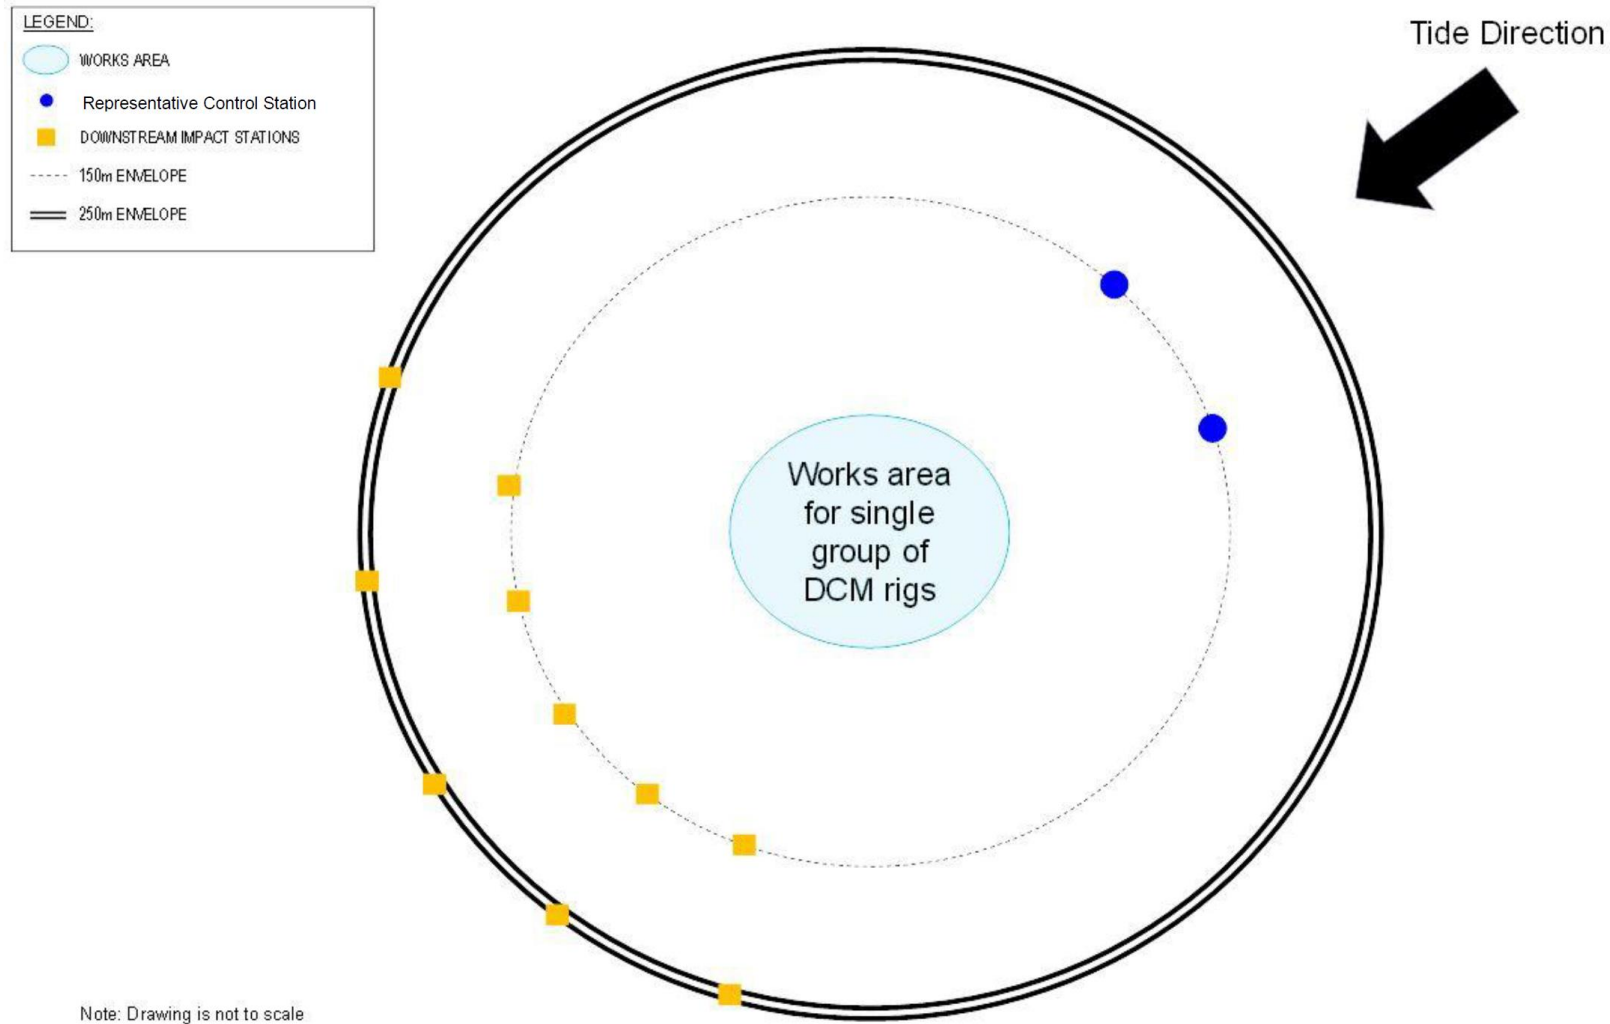 LEGEND:
WORKS AREA
Representative Control Station
DOWNSTREAM IMPACT STATIONS
150m ENVELOPE
250m ENVELOPE
Tide Direction
Works area
for single
group of
DCM rigs
Note: Drawing is not to scale